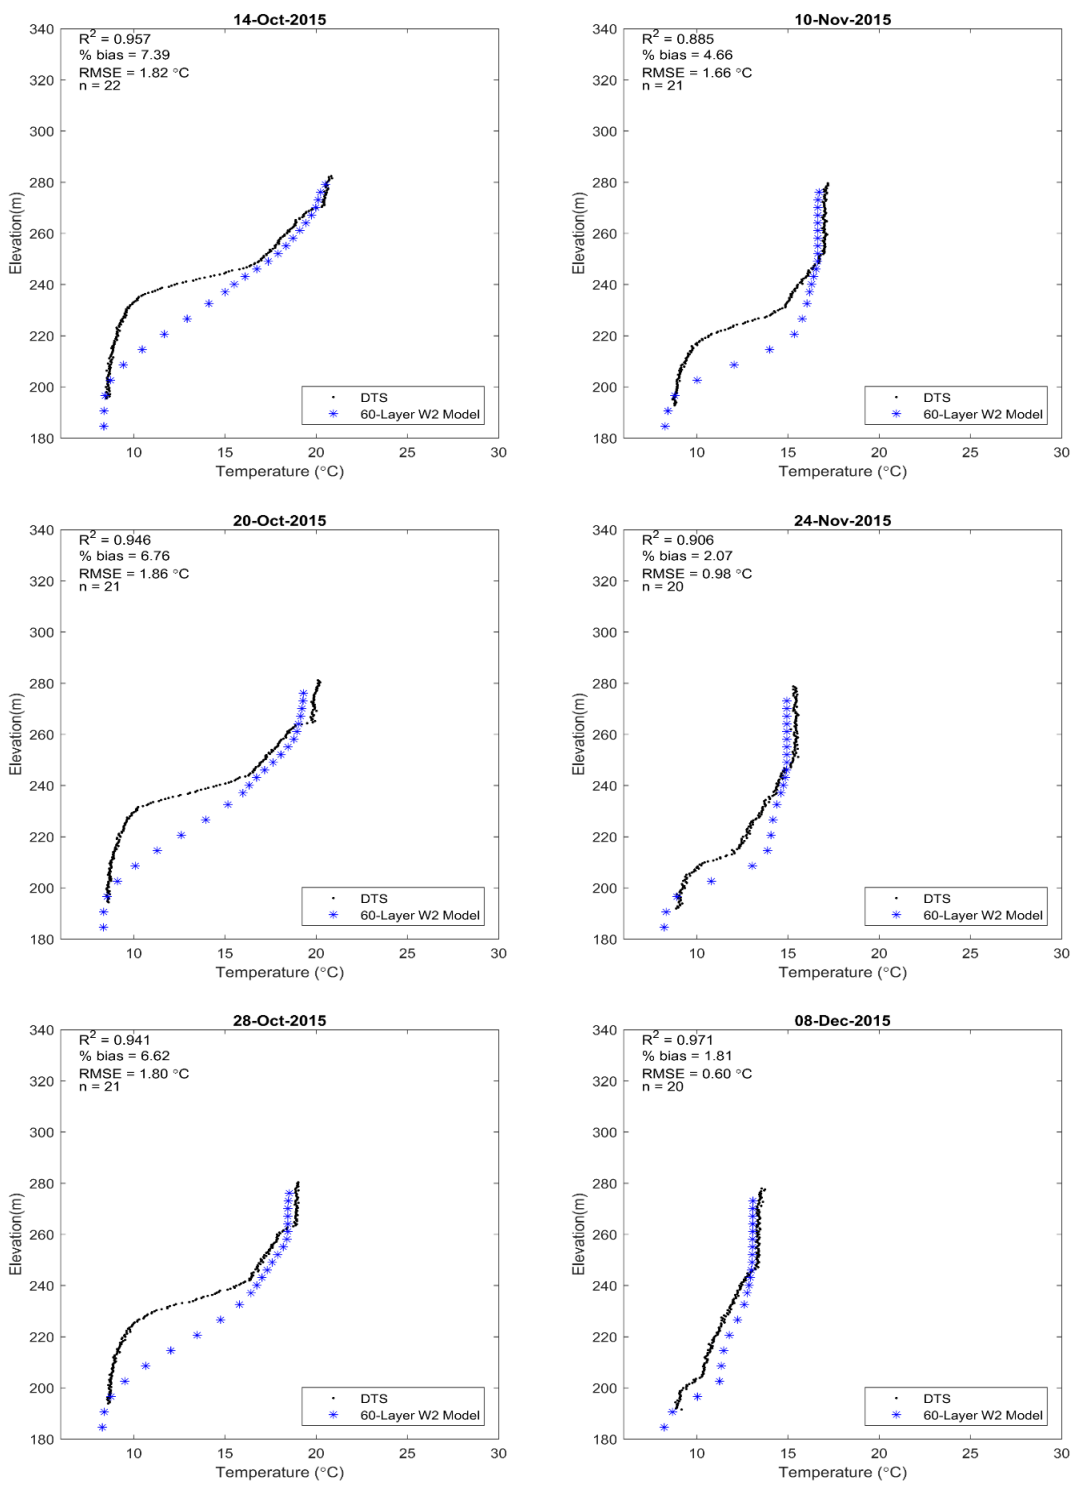 14-Oct-2015
R2 = 0.957
% bias = 7.39
RMSE = 1.82 °C
n = 22
340
320
300
280
260
240
220
200
180
Elevation(m)
DTS
60-Layer W2 Model
10 15 20 25 30
Temperature (°C)
10-Nov-2015
R2 = 0.885
% bias = 4.66
RMSE = 1.66 °C
n = 21
340
320
300
280
260
240
220
200
180
Elevation(m)
DTS
60-Layer W2 Model
10 15 20 25 30
Temperature (°C)
20-Oct-2015
R2 = 0.946
% bias = 6.76
RMSE = 1.86 °C
n = 21
340
320
300
280
260
240
220
200
180
Elevation(m)
DTS
60-Layer W2 Model
10 15 20 25 30
Temperature (°C)
24-Nov-2015
R2 = 0.906
% bias = 2.07
RMSE = 0.98 °C
n = 20
340
320
300
280
260
240
220
200
180
Elevation(m)
DTS
60-Layer W2 Model
10 15 20 25 30
Temperature (°C)
28-Oct-2015
R2 = 0.941
% bias = 6.62
RMSE = 1.80 °C
n = 21
340
320
300
280
260
240
220
200
180
Elevation(m)
DTS
60-Layer W2 Model
10 15 20 25 30
Temperature (°C)
08-Dec-2015
R2 = 0.971
% bias = 1.81
RMSE = 0.60 °C
n = 20
340
320
300
280
260
240
220
200
180
Elevation(m)
DTS
60-Layer W2 Model
10 15 20 25 30
Temperature (°C)